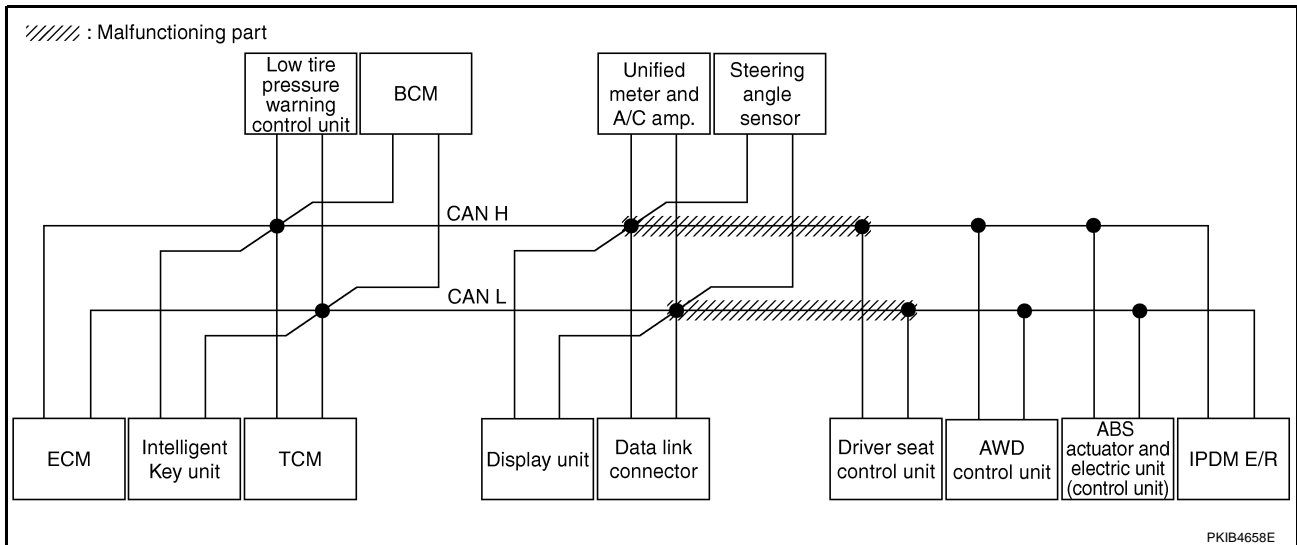 : Malfunctioning part
Low tire
pressure
warning
control unit
BCM
Unified
meter and
A/C amp.
Steering
angle
sensor
CAN H
CAN L
ECM
Intelligent
Key unit
TCM
Display unit
Data link
connector
Driver seat
control unit
AWD
control unit
ABS
actuator and
electric unit
(control unit)
IPDM E/R
PKIB4658E